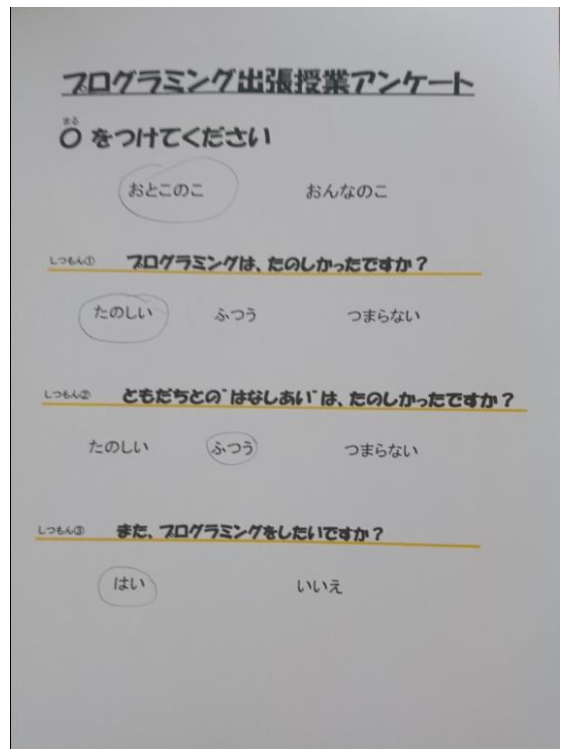 プログラミング出張授業アンケート
まる
○ をつけてください
おとこのこ おんなのこ
しつもん① プログラミングは、たのしかったですか？
たのしい ふつう つまらない
しつもん② ともだちとの"はなしあい"は、たのしかったですか？
たのしい ふつう つまらない
しつもん③ また、プログラミングをしたいですか？
はい いいえ